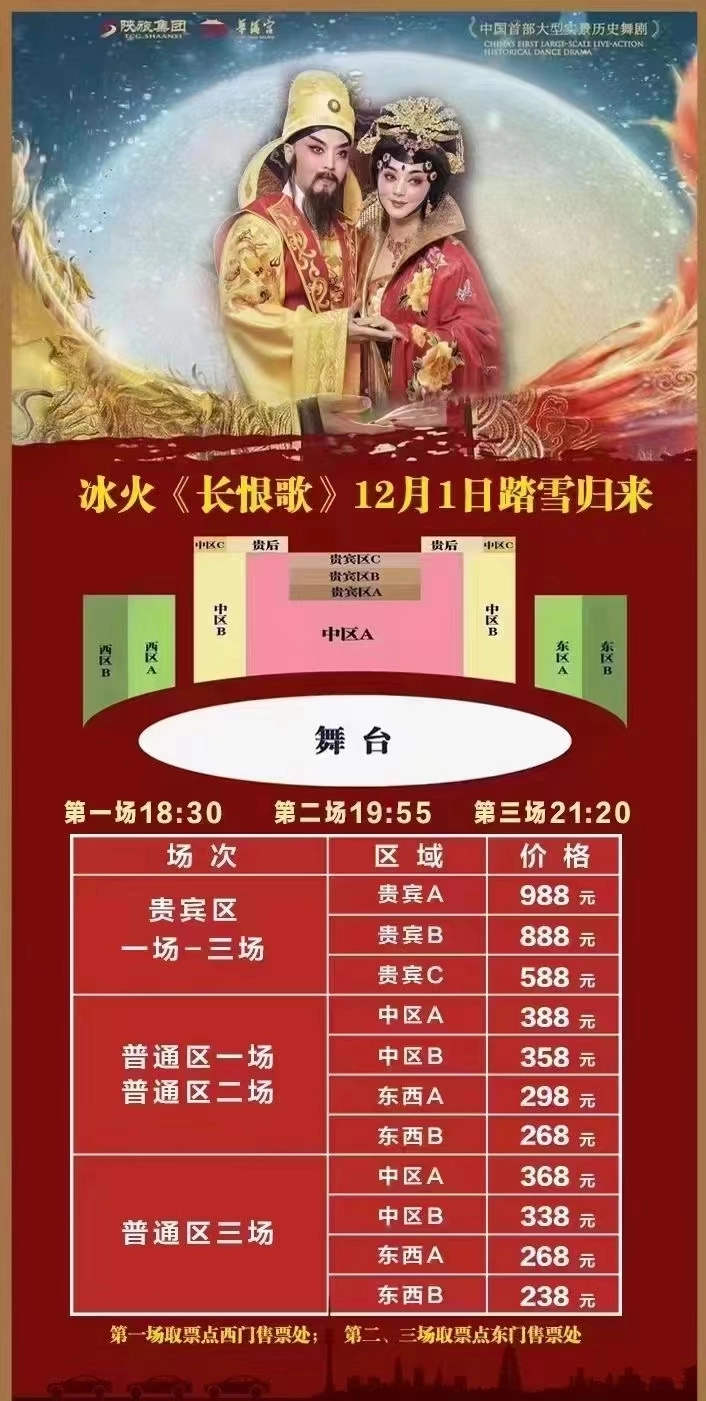 陕旅集团
TCG.SHAANXI
华清宫
中国首部大型实景历史舞剧
CHINA'S FIRST LARGE-SCALE LIVE-ACTION
HISTORICAL DANCE DRAMA
冰火《长恨歌》12月1日踏雪归来
中区C 贵后 贵后 中区C
贵宾区C
贵宾区B
贵宾区A
西区B 西区A 中区B 中区A 中区B 东区A 东区B
舞台
第一场18:30 第二场19:55 第三场21:20
场次 区域 价格
贵宾区
一场-三场
贵宾A 988元
贵宾B 888元
贵宾C 588元
普通区一场
普通区二场
中区A 388元
中区B 358元
东西A 298元
东西B 268元
普通区三场
中区A 368元
中区B 338元
东西A 268元
东西B 238元
第一场取票点西门售票处； 第二、三场取票点东门售票处